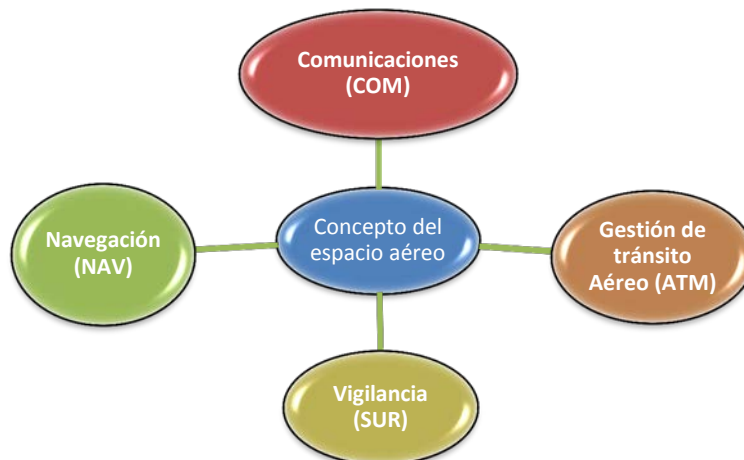 Comunicaciones
(COM)
Navegación
(NAV)
Concepto del
espacio aéreo
Gestión de
tránsito
Aéreo (ATM)
Vigilancia
(SUR)